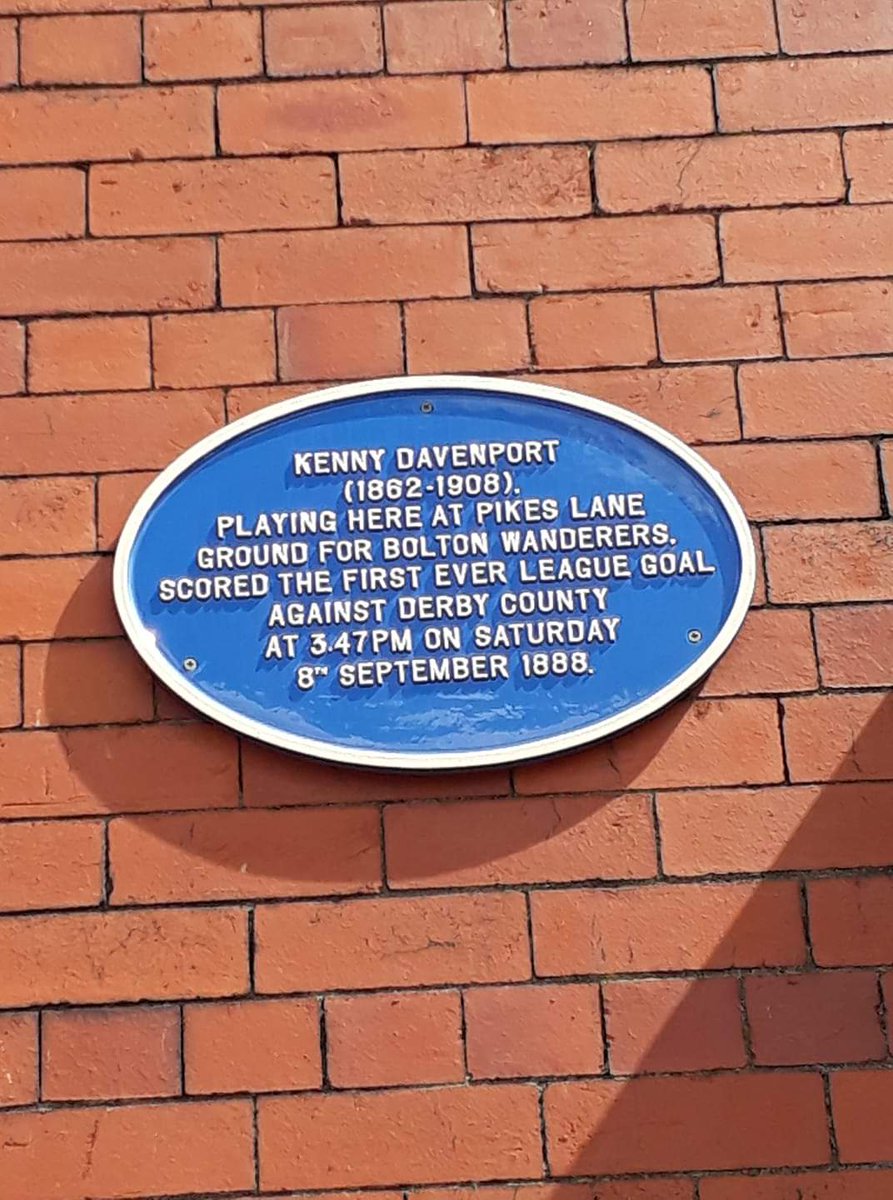 KENNY DAVENPORT
(1862-1908).
PLAYING HERE AT PIKES LANE
GROUND FOR BOLTON WANDERERS,
SCORED THE FIRST EVER LEAGUE GOAL
AGAINST DERBY COUNTY
AT 3.47PM ON SATURDAY
8TH SEPTEMBER 1888.